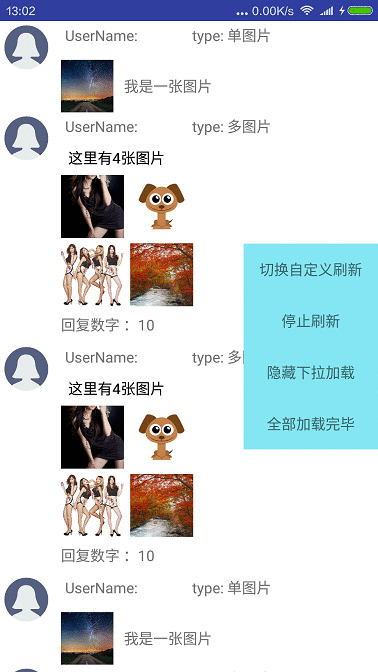 13:02 ... 0.00K/s
UserName: type: 单图片
我是一张图片
UserName: type: 多图片
这里有4张图片
切换自定义刷新
停止刷新
回复数字： 10
UserName: type: 多
隐藏下拉加载
这里有4张图片
全部加载完毕
回复数字： 10
UserName: type: 单图片
我是一张图片